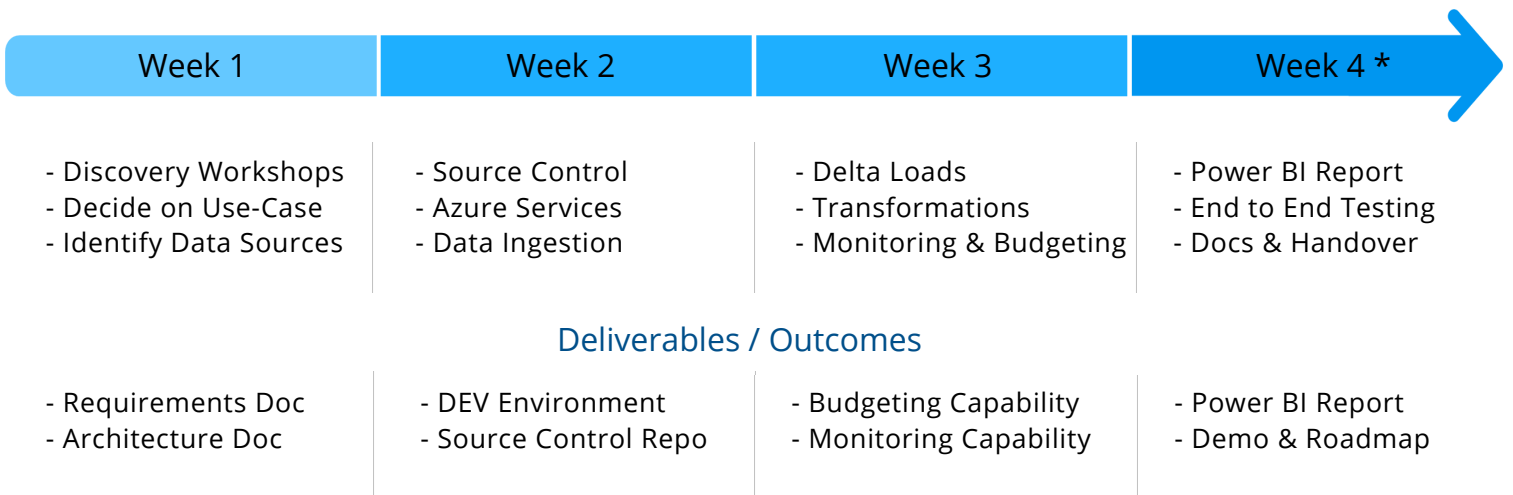 Week 1
Week 2
Week 3
Week 4 *
- Discovery Workshops
- Decide on Use-Case
- Identify Data Sources
- Source Control
- Azure Services
- Data Ingestion
- Delta Loads
- Transformations
- Monitoring & Budgeting
- Power BI Report
- End to End Testing
- Docs & Handover
Deliverables / Outcomes
- Requirements Doc
- Architecture Doc
- DEV Environment
- Source Control Repo
- Budgeting Capability
- Monitoring Capability
- Power BI Report
- Demo & Roadmap